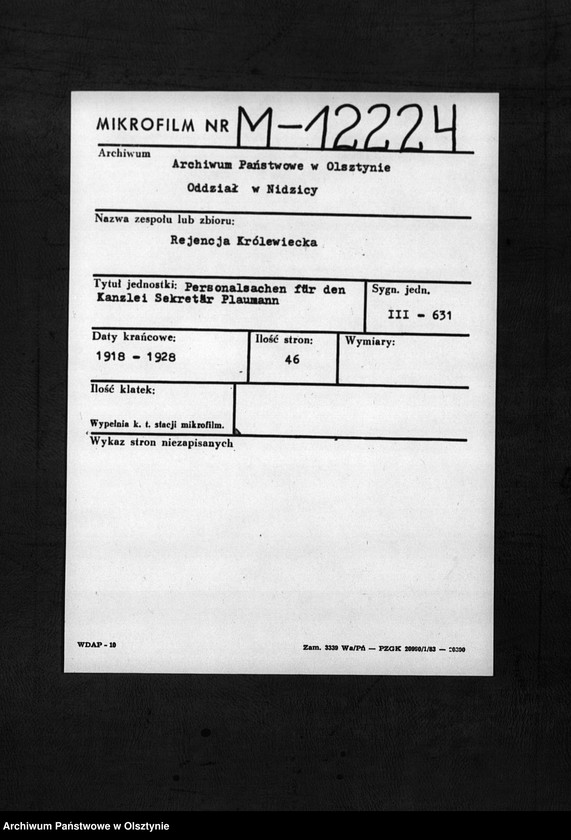 MIKROFILM NR M-12224
Archiwum
Archiwum Państwowe w Olsztynie
Oddział w Nidzicy
Nazwa zespołu lub zbioru:
Rejencja Królewiecka
Tytuł jednostki: Personalsachen für den
Kanzlei Sekretär Plaumann
Sygn. jedn.
III - 631
Daty krańcowe:
1918 - 1928
Ilość stron:
46
Wymiary:
Ilość klatek:
Wypełnia k. t. stacji mikrofilm.
Wykaz stron niezapisanych
WDAP - 10
Zam. 3339 Wa/Pń — PZGK
Archiwum Państwowe w Olsztynie